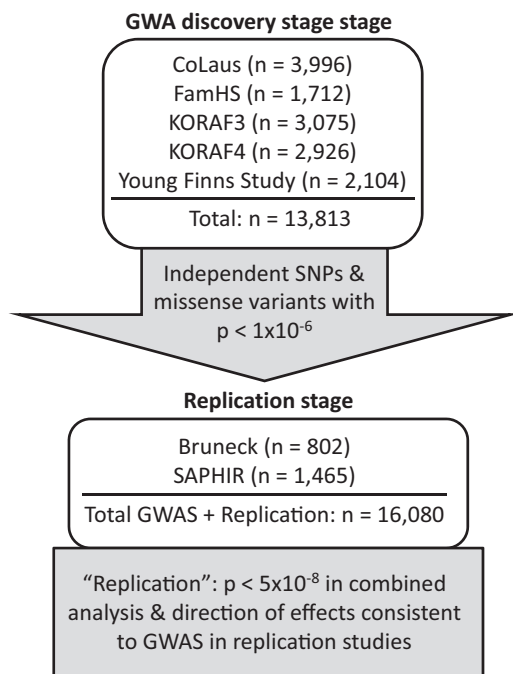 GWA discovery stage stage
CoLaus (n = 3,996)
FamHS (n = 1,712)
KORAF3 (n = 3,075)
KORAF4 (n = 2,926)
Young Finns Study (n = 2,104)
Total: n = 13,813
Independent SNPs &
missense variants with
p < 1x10⁻⁶
Replication stage
Bruneck (n = 802)
SAPHIR (n = 1,465)
Total GWAS + Replication: n = 16,080
“Replication”: p < 5x10⁻⁸ in combined
analysis & direction of effects consistent
to GWAS in replication studies